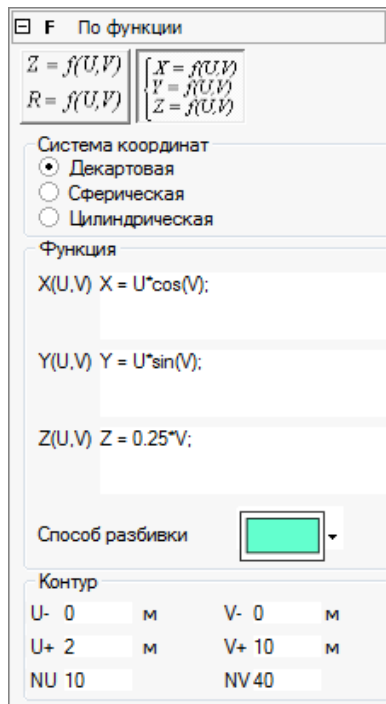 F По функции
Z = f(U,V)
R = f(U,V)
X = f(U,V)
Y = f(U,V)
Z = f(U,V)
Система координат
Декартовая
Сферическая
Цилиндрическая
Функция
X(U,V) X = U*cos(V);
Y(U,V) Y = U*sin(V);
Z(U,V) Z = 0.25*V;
Способ разбивки
Контур
U- 0 м V- 0 м
U+ 2 м V+ 10 м
NU 10 NV 40